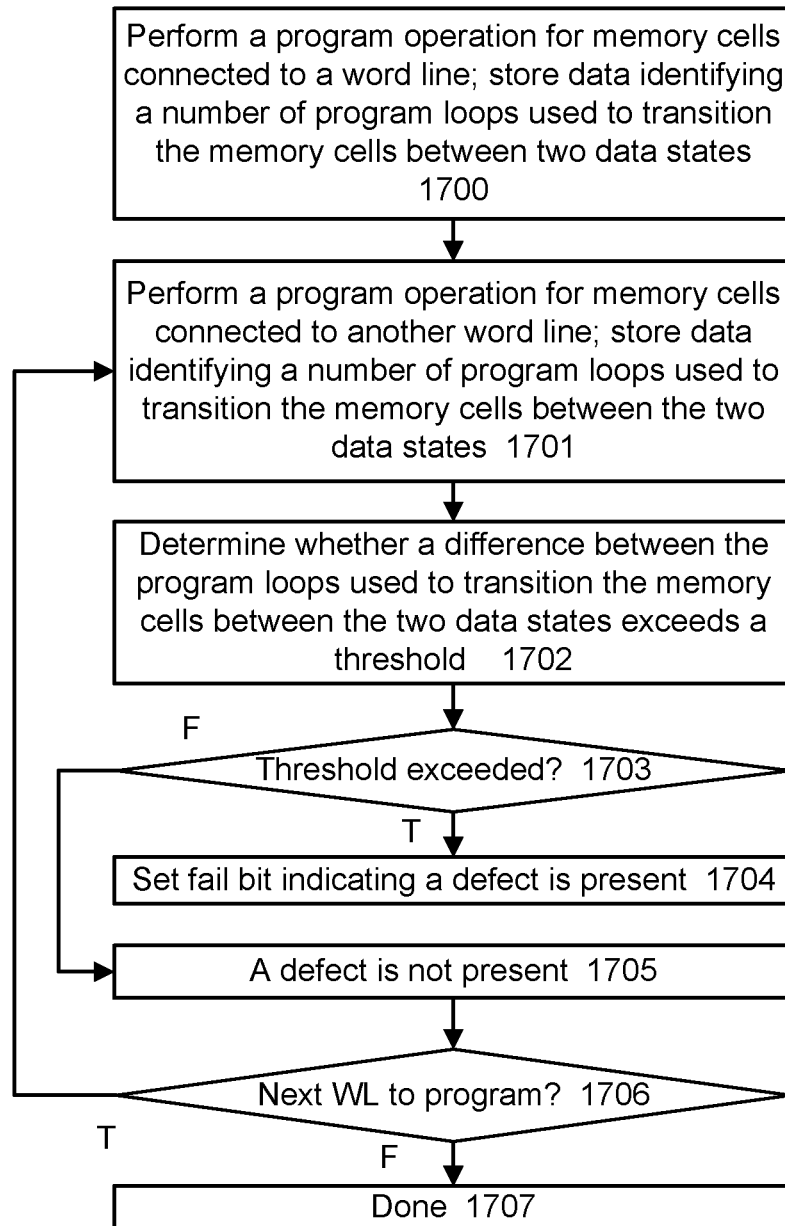 Perform a program operation for memory cells
connected to a word line; store data identifying
a number of program loops used to transition
the memory cells between two data states
1700
Perform a program operation for memory cells
connected to another word line; store data
identifying a number of program loops used to
transition the memory cells between the two
data states 1701
Determine whether a difference between the
program loops used to transition the memory
cells between the two data states exceeds a
threshold 1702
F
Threshold exceeded? 1703
T
Set fail bit indicating a defect is present 1704
A defect is not present 1705
Next WL to program? 1706
T
F
Done 1707